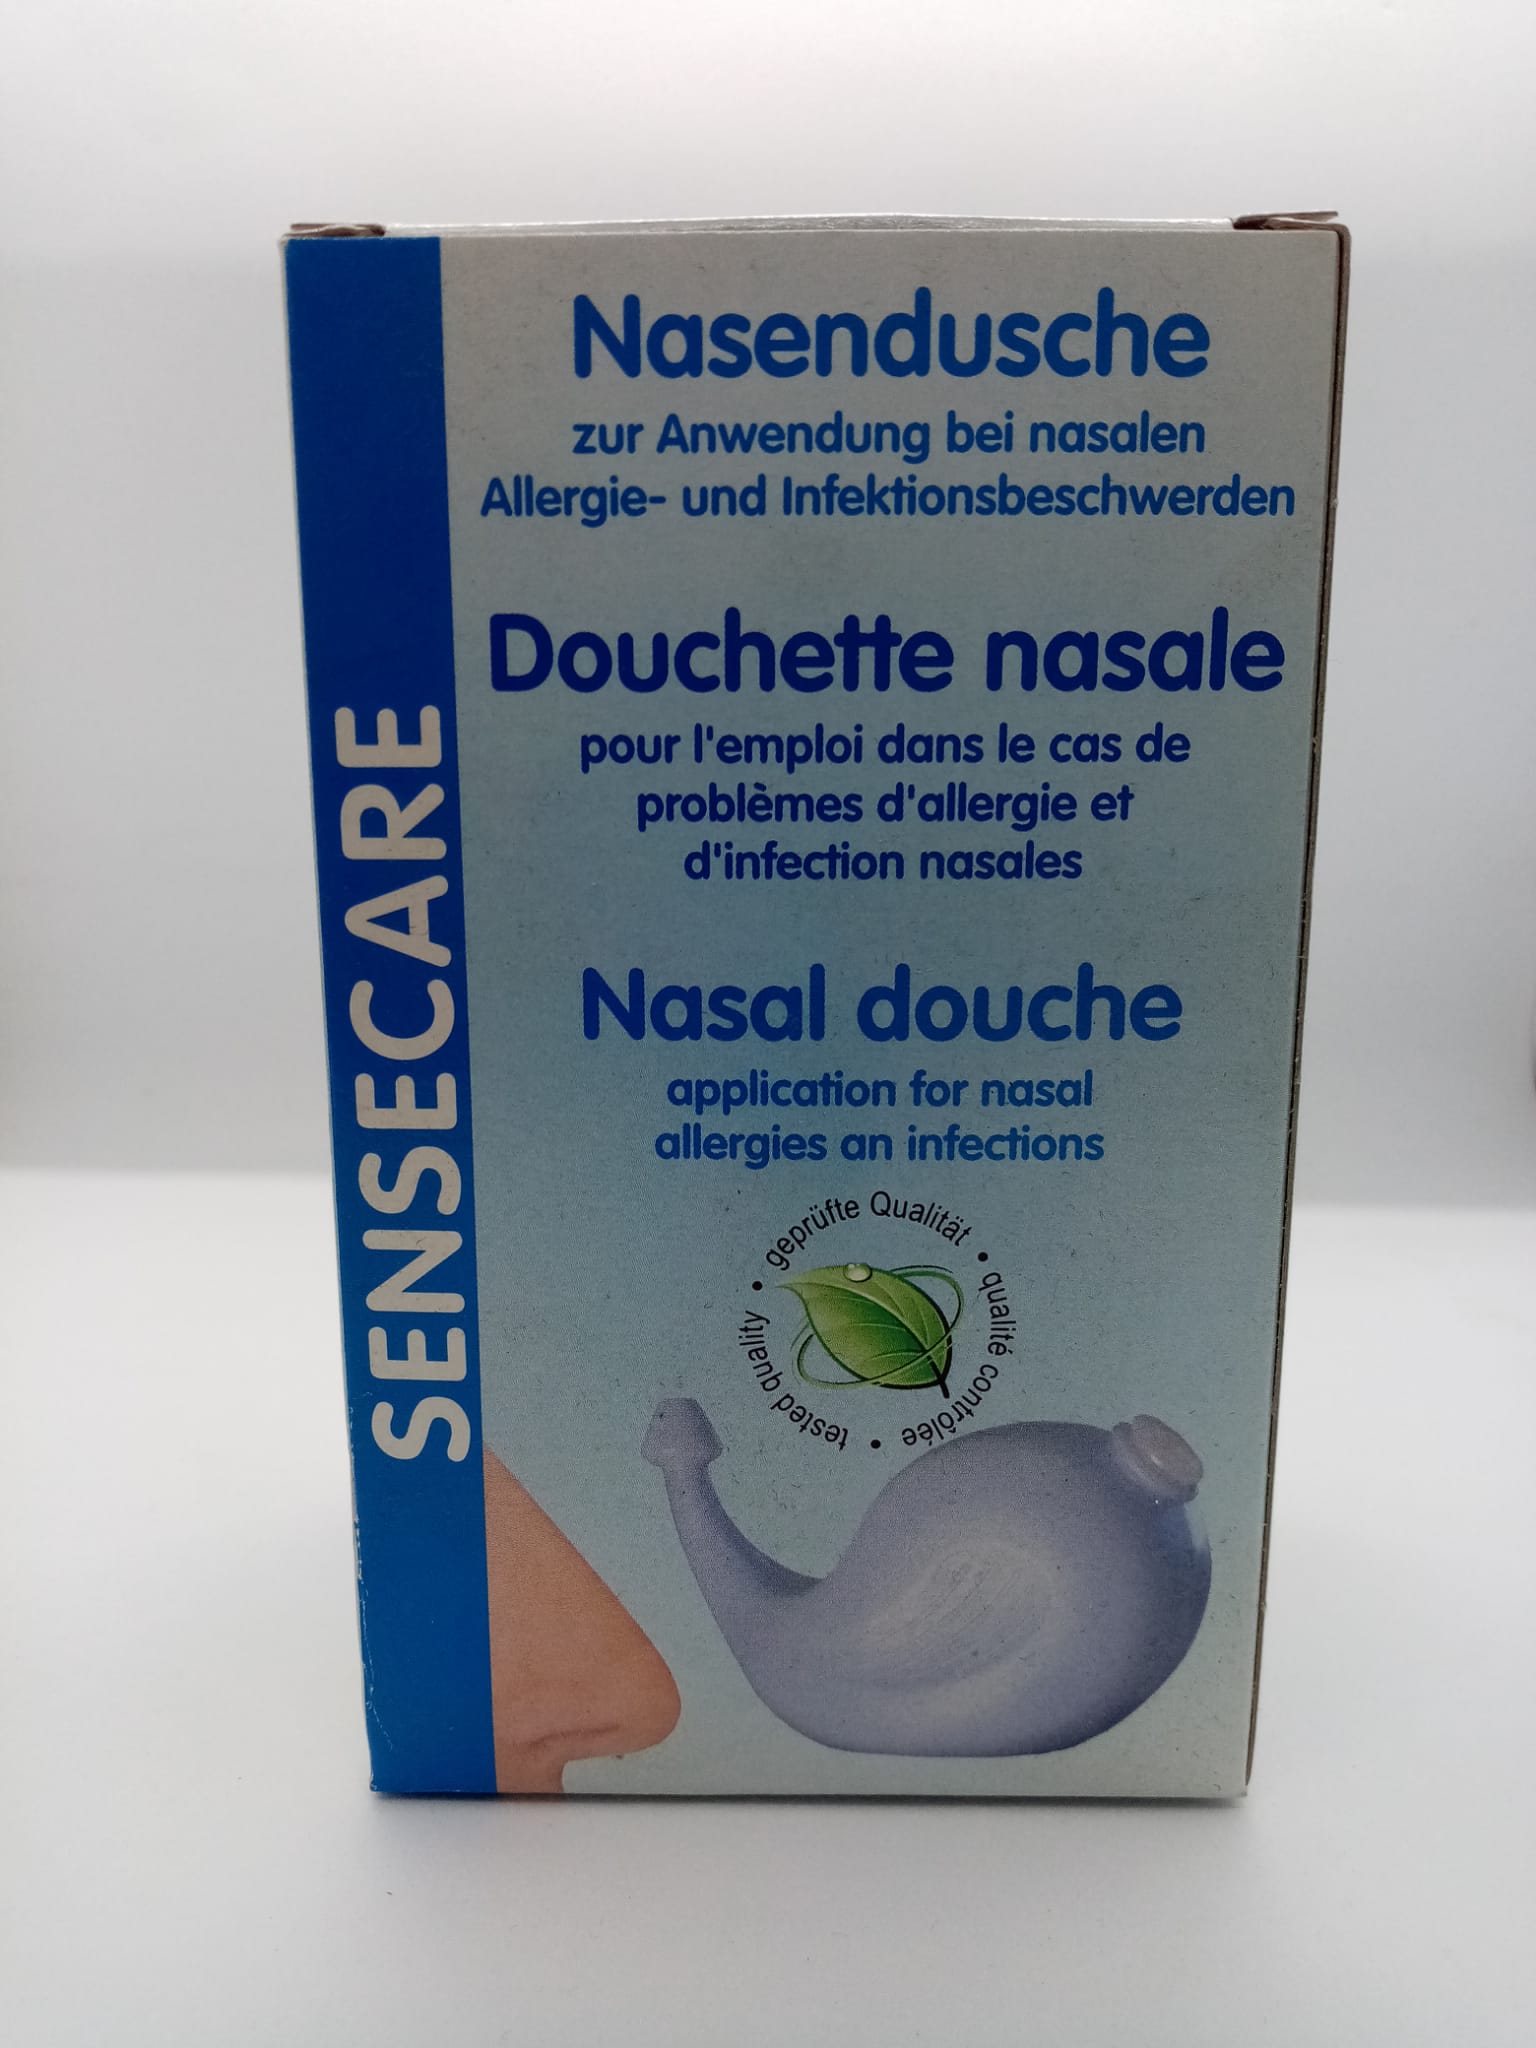 SENSECARE
Nasendusche
zur Anwendung bei nasalen
Allergie- und Infektionsbeschwerden
Douchette nasale
pour l'emploi dans le cas de
problèmes d'allergie et
d'infection nasales
Nasal douche
application for nasal
allergies an infections
geprüfte Qualität • qualité contrôlée • tested quality •